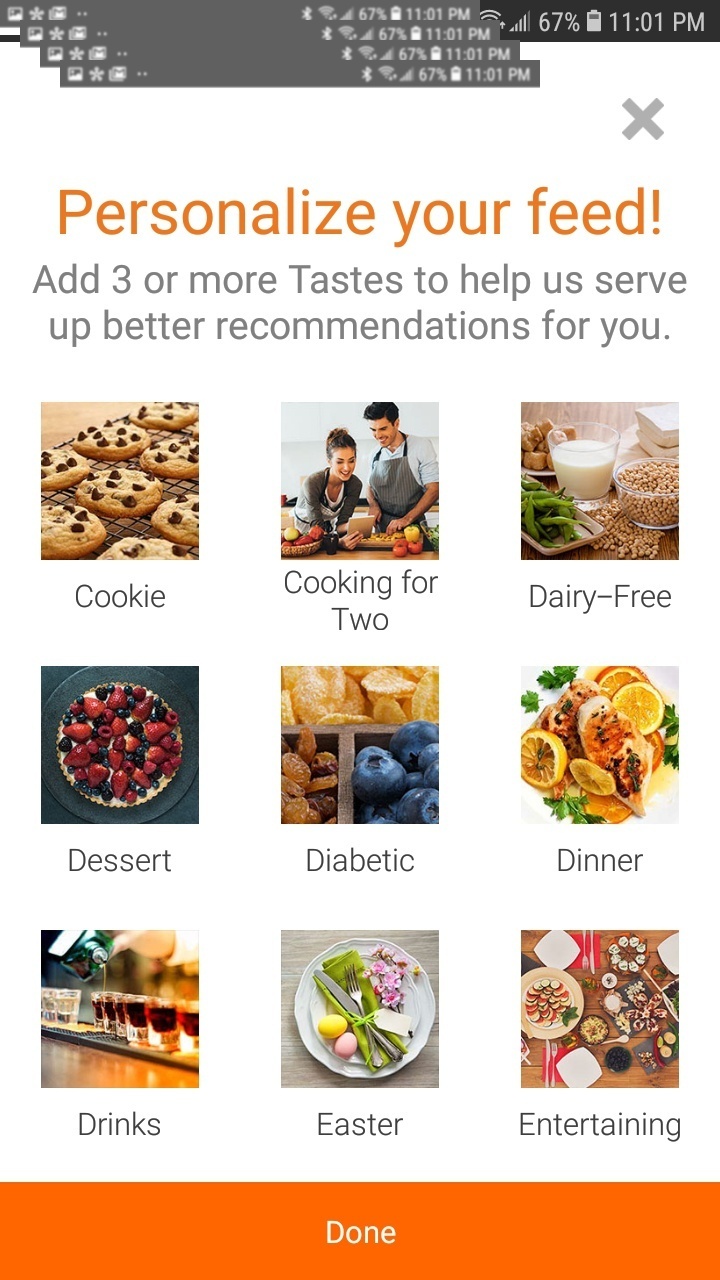 67% 11:01 PM
67% 11:01 PM
67% 11:01 PM
67% 11:01 PM
67% 11:01 PM
Personalize your feed!
Add 3 or more Tastes to help us serve
up better recommendations for you.
Cookie
Cooking for
Two
Dairy–Free
Dessert
Diabetic
Dinner
Drinks
Easter
Entertaining
Done